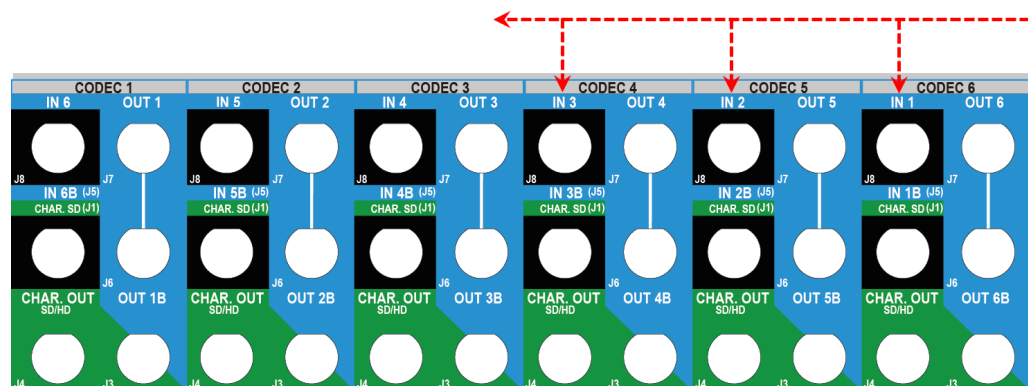 CODEC 1 CODEC 2 CODEC 3 CODEC 4 CODEC 5 CODEC 6
IN 6 OUT 1 IN 5 OUT 2 IN 4 OUT 3 IN 3 OUT 4 IN 2 OUT 5 IN 1 OUT 6
J8 J7 J8 J7 J8 J7 J8 J7 J8 J7 J8 J7
IN 6B (J5) IN 5B (J5) IN 4B (J5) IN 3B (J5) IN 2B (J5) IN 1B (J5)
CHAR. SD (J1) CHAR. SD (J1) CHAR. SD (J1) CHAR. SD (J1) CHAR. SD (J1) CHAR. SD (J1)
J6 J6 J6 J6 J6 J6
CHAR. OUT OUT 1B CHAR. OUT OUT 2B CHAR. OUT OUT 3B CHAR. OUT OUT 4B CHAR. OUT OUT 5B CHAR. OUT OUT 6B
SD/HD SD/HD SD/HD SD/HD SD/HD SD/HD
J4 J3 J4 J3 J4 J3 J4 J3 J4 J3 J4 J3